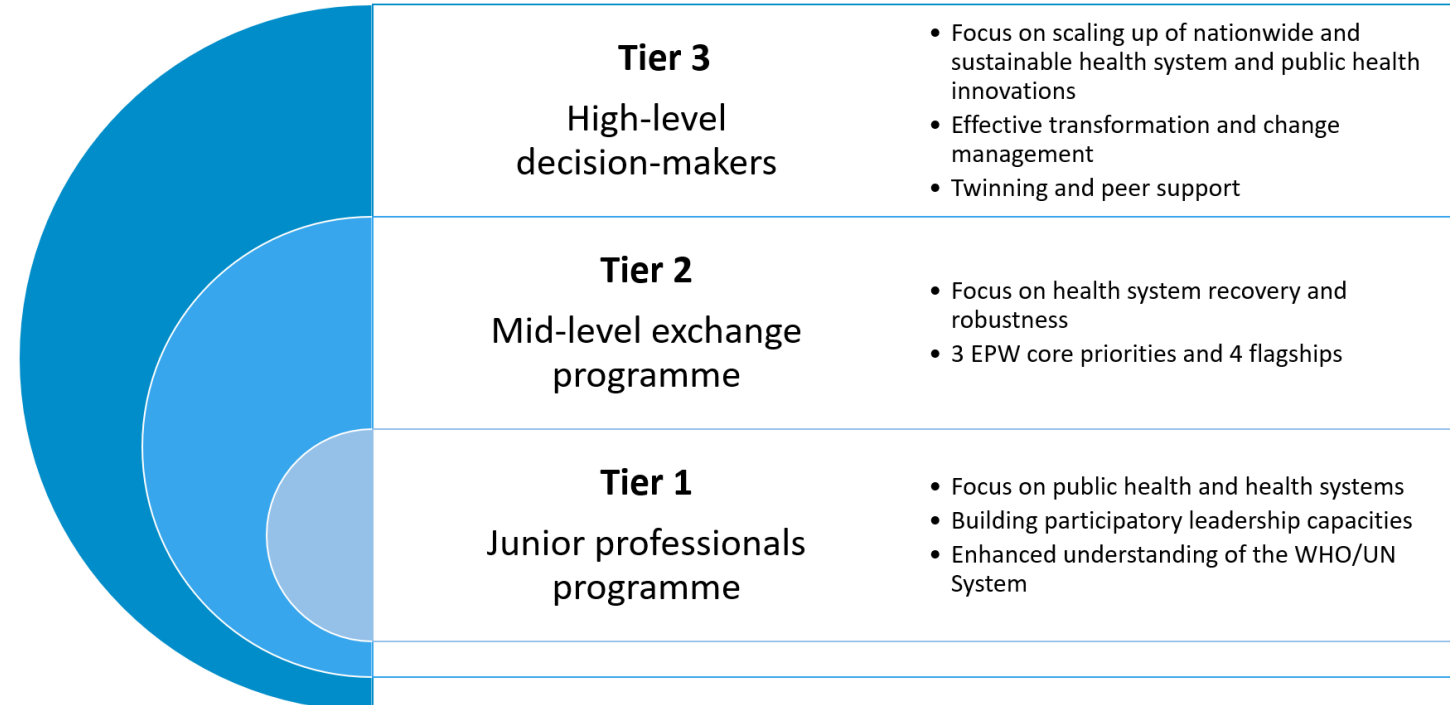 Tier 3
High-level
decision-makers
• Focus on scaling up of nationwide and
sustainable health system and public health
innovations
• Effective transformation and change
management
• Twinning and peer support
Tier 2
Mid-level exchange
programme
• Focus on health system recovery and
robustness
• 3 EPW core priorities and 4 flagships
Tier 1
Junior professionals
programme
• Focus on public health and health systems
• Building participatory leadership capacities
• Enhanced understanding of the WHO/UN
System